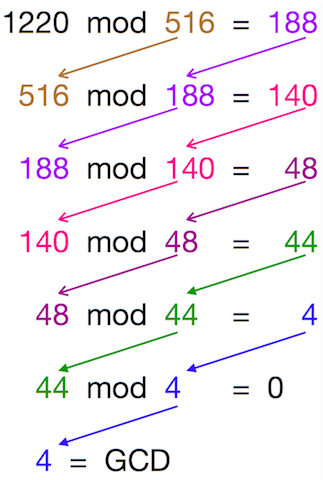 1220 mod 516 = 188
516 mod 188 = 140
188 mod 140 = 48
140 mod 48 = 44
48 mod 44 = 4
44 mod 4 = 0
4 = GCD